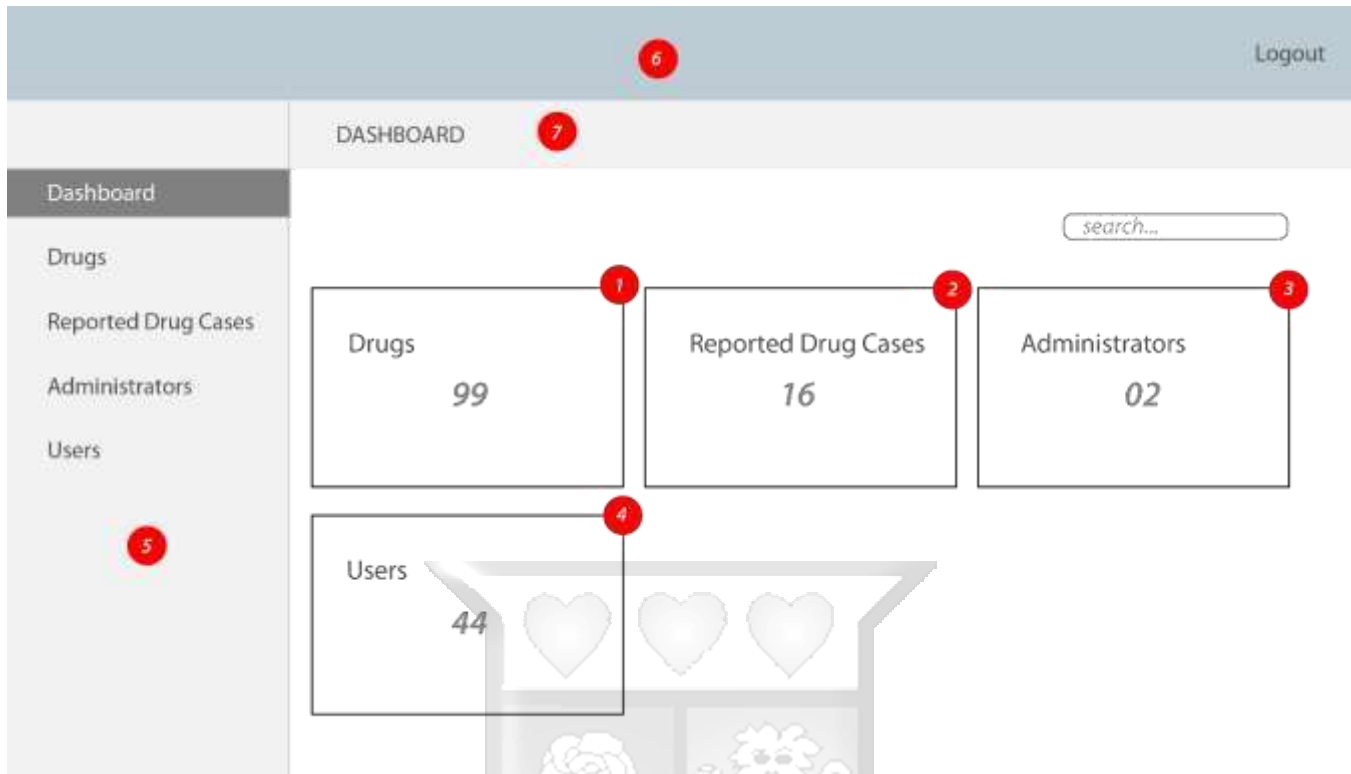 6
Logout
DASHBOARD 7
Dashboard
search...
Drugs
Reported Drug Cases
Administrators
Users
5
1
2
3
Drugs
99
Reported Drug Cases
16
Administrators
02
4
Users
44